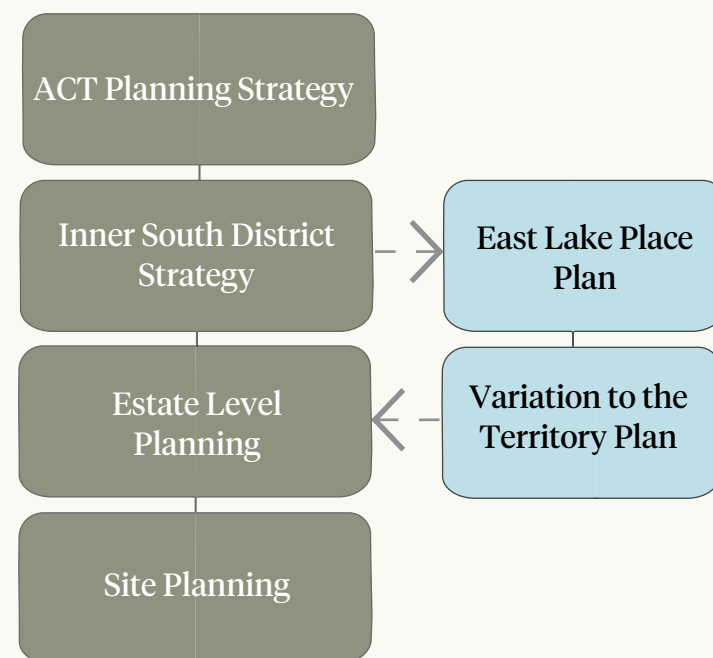 ACT Planning Strategy
Inner South District
Strategy
East Lake Place
Plan
Estate Level
Planning
Variation to the
Territory Plan
Site Planning